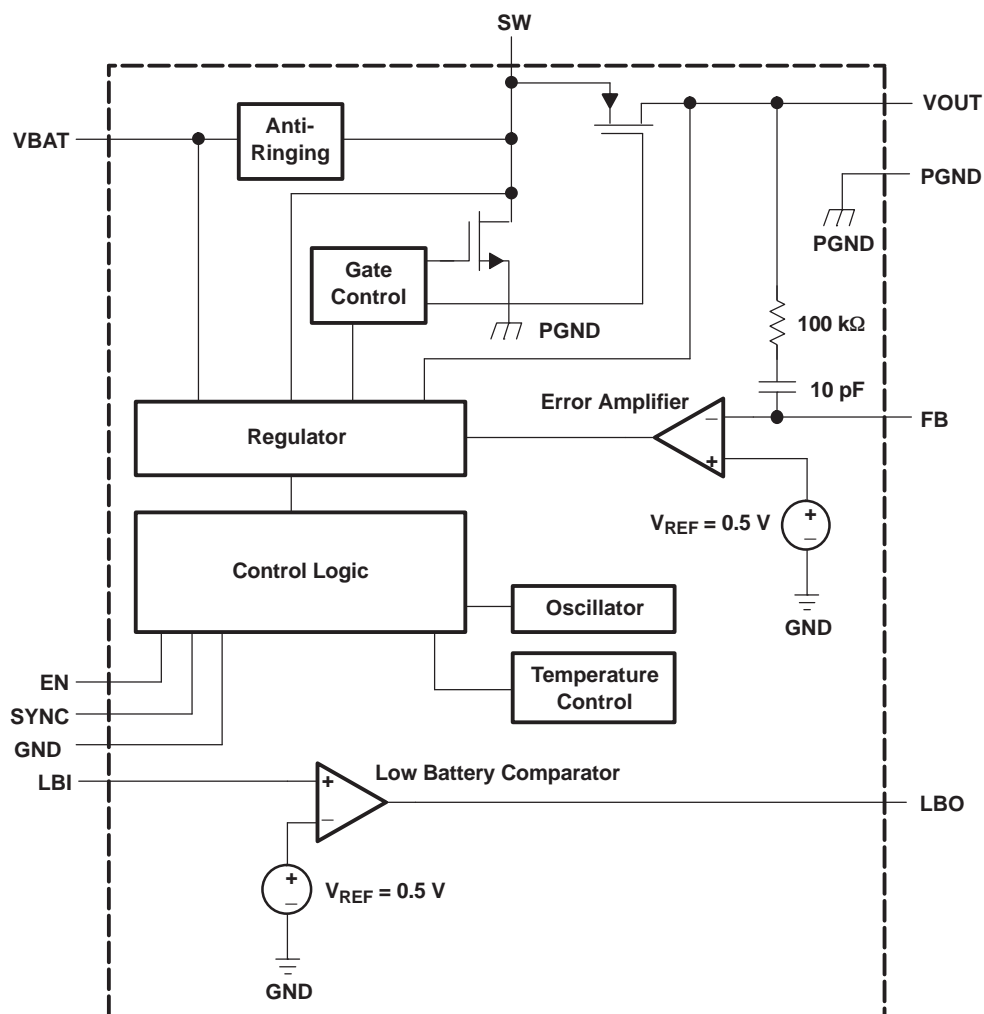 SW
VBAT
Anti-
Ringing
VOUT
PGND
PGND
Gate
Control
PGND
100 kΩ
10 pF
Error Amplifier
FB
Regulator
−
+
VREF = 0.5 V
+
−
Control Logic
Oscillator
GND
Temperature
Control
EN
SYNC
GND
LBI
Low Battery Comparator
+
−
LBO
+
−
VREF = 0.5 V
GND